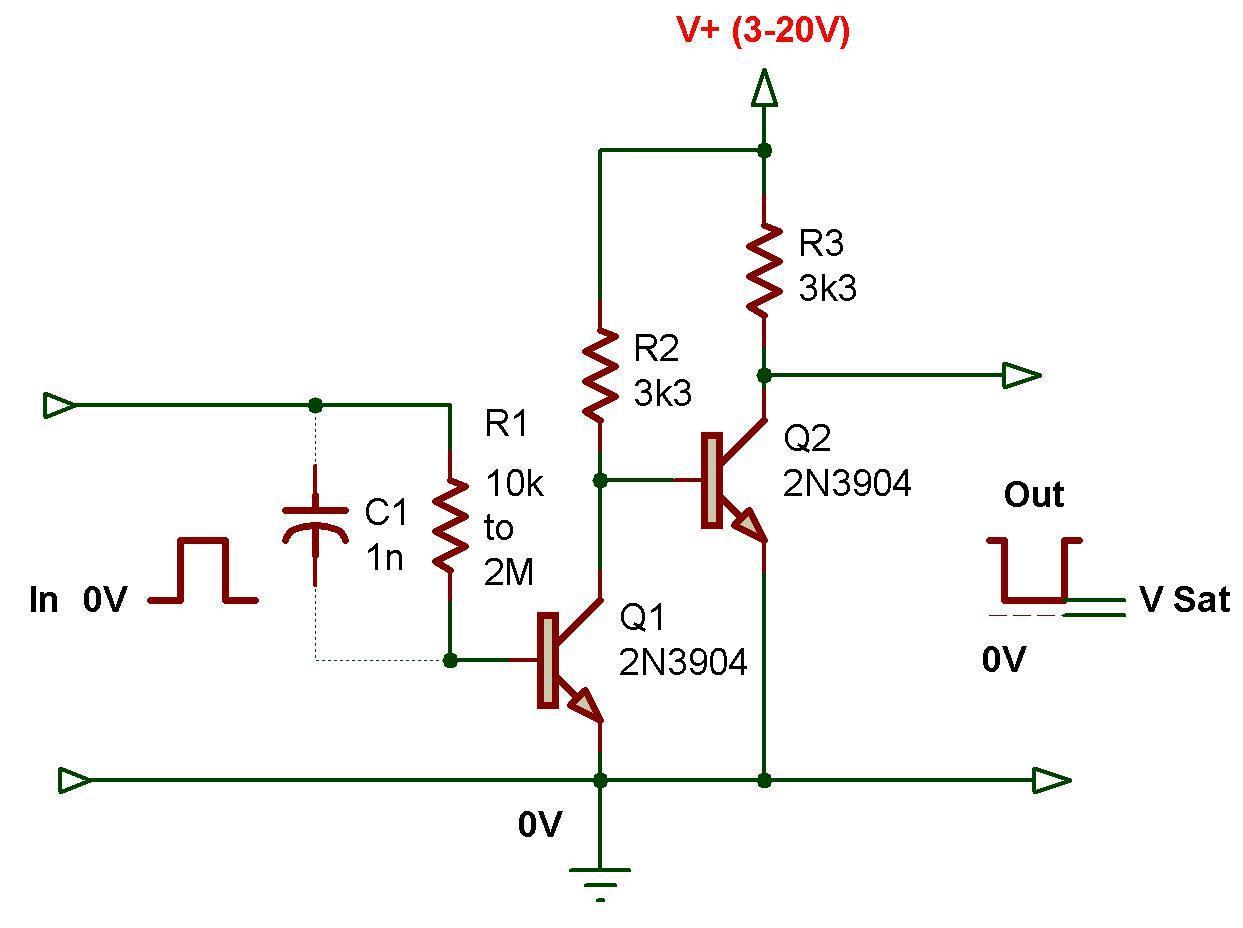 V+ (3-20V)
R3
3k3
R2
3k3
R1
10k
to
2M
C1
1n
Q2
2N3904
Out
In 0V
V Sat
0V
Q1
2N3904
0V